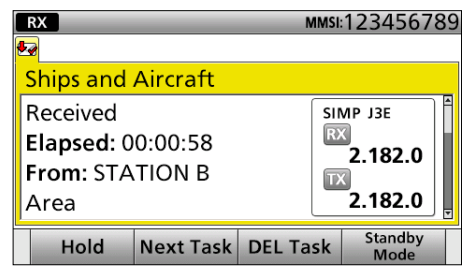 RX MMSI:123456789
Ships and Aircraft
Received
Elapsed: 00:00:58
From: STATION B
Area
SIMP J3E
RX
2.182.0
TX
2.182.0
Hold Next Task DEL Task Standby Mode